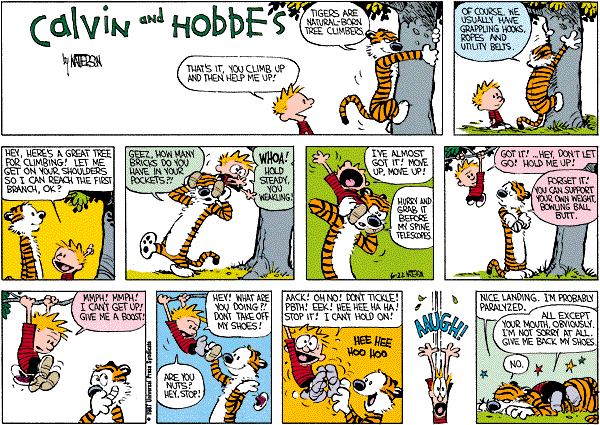 Calvin and HOBBES
by WATTERSON
TIGERS ARE
NATURAL-BORN
TREE CLIMBERS.
THAT'S IT, YOU CLIMB UP
AND THEN HELP ME UP!
OF COURSE, WE
USUALLY HAVE
GRAPPLING HOOKS,
ROPES AND
UTILITY BELTS.
HEY, HERE'S A GREAT TREE
FOR CLIMBING! LET ME
GET ON YOUR SHOULDERS
SO I CAN REACH THE FIRST
BRANCH, OK?
GEEZ, HOW MANY
BRICKS DO YOU
HAVE IN YOUR
POCKETS?!
WHOA!
HOLD
STEADY,
YOU
WEAKLING!
I'VE ALMOST
GOT IT! MOVE
UP, MOVE UP!
HURRY AND
GRAB IT
BEFORE
MY SPINE
TELESCOPES.
6-22 WATTERSON
GOT IT! ...HEY, DON'T LET
GO! HOLD ME UP!
FORGET IT!
YOU CAN SUPPORT
YOUR OWN WEIGHT,
BOWLING BALL
BUTT.
MMPH! MMPH!
I CAN'T GET UP!
GIVE ME A BOOST!
© 1987 Universal Press Syndicate
HEY! WHAT ARE
YOU DOING?!
DON'T TAKE OFF
MY SHOES!
ARE YOU
NUTS?
HEY, STOP!
AACK! OH NO! DON'T TICKLE!
PBTH! EEK! HEE HEE HA HA!
STOP IT! I CAN'T HOLD ON!
HEE HEE
HOO HOO
AAUGH!
NICE LANDING. I'M PROBABLY
PARALYZED.
ALL EXCEPT
YOUR MOUTH, OBVIOUSLY.
I'M NOT SORRY AT ALL.
GIVE ME BACK MY SHOES.
NO.